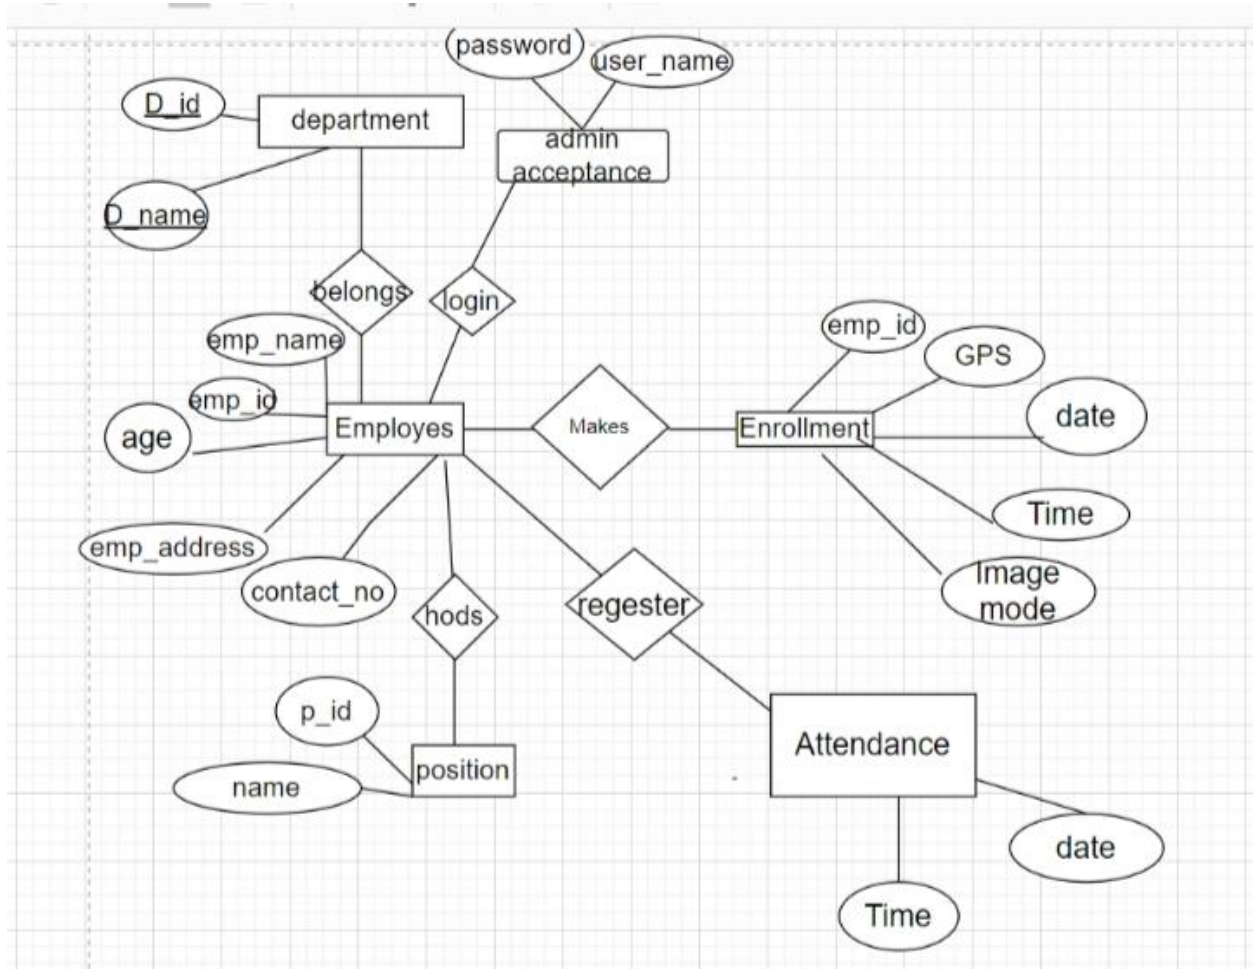 password
user_name
D_id
department
admin
acceptance
D_name
belongs
login
emp_name
emp_id
GPS
emp_id
date
age
Employes
Makes
Enrollment
Time
emp_address
contact_no
Image
mode
hods
regester
p_id
Attendance
position
name
date
Time